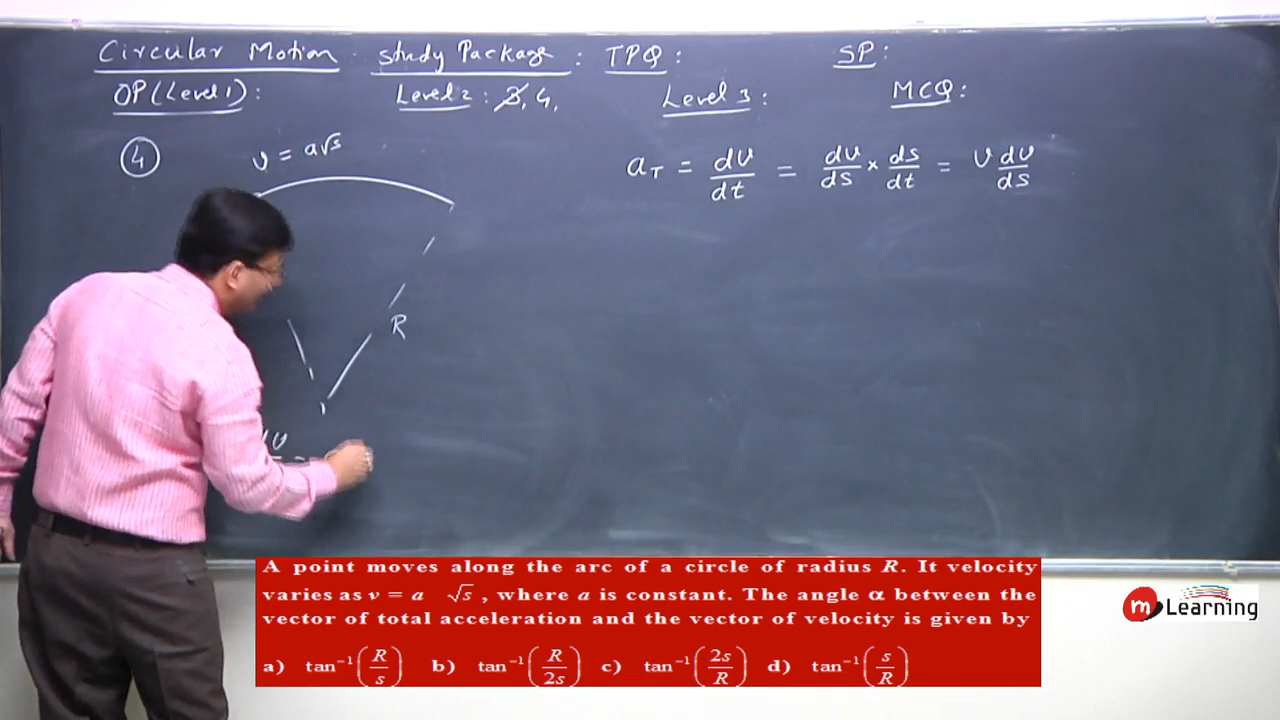 Circular Motion study Package : TPQ : SP :
OP (Level 1) : Level 2 : 3, 4, Level 3 : MCQ :
4
v = a√s
a_T = dv/dt = dv/ds × ds/dt = v dv/ds
R
A point moves along the arc of a circle of radius R. It velocity
varies as v = a √s , where a is constant. The angle α between the
vector of total acceleration and the vector of velocity is given by
a) tan⁻¹(R/s) b) tan⁻¹(R/2s) c) tan⁻¹(2s/R) d) tan⁻¹(s/R)
m Learning